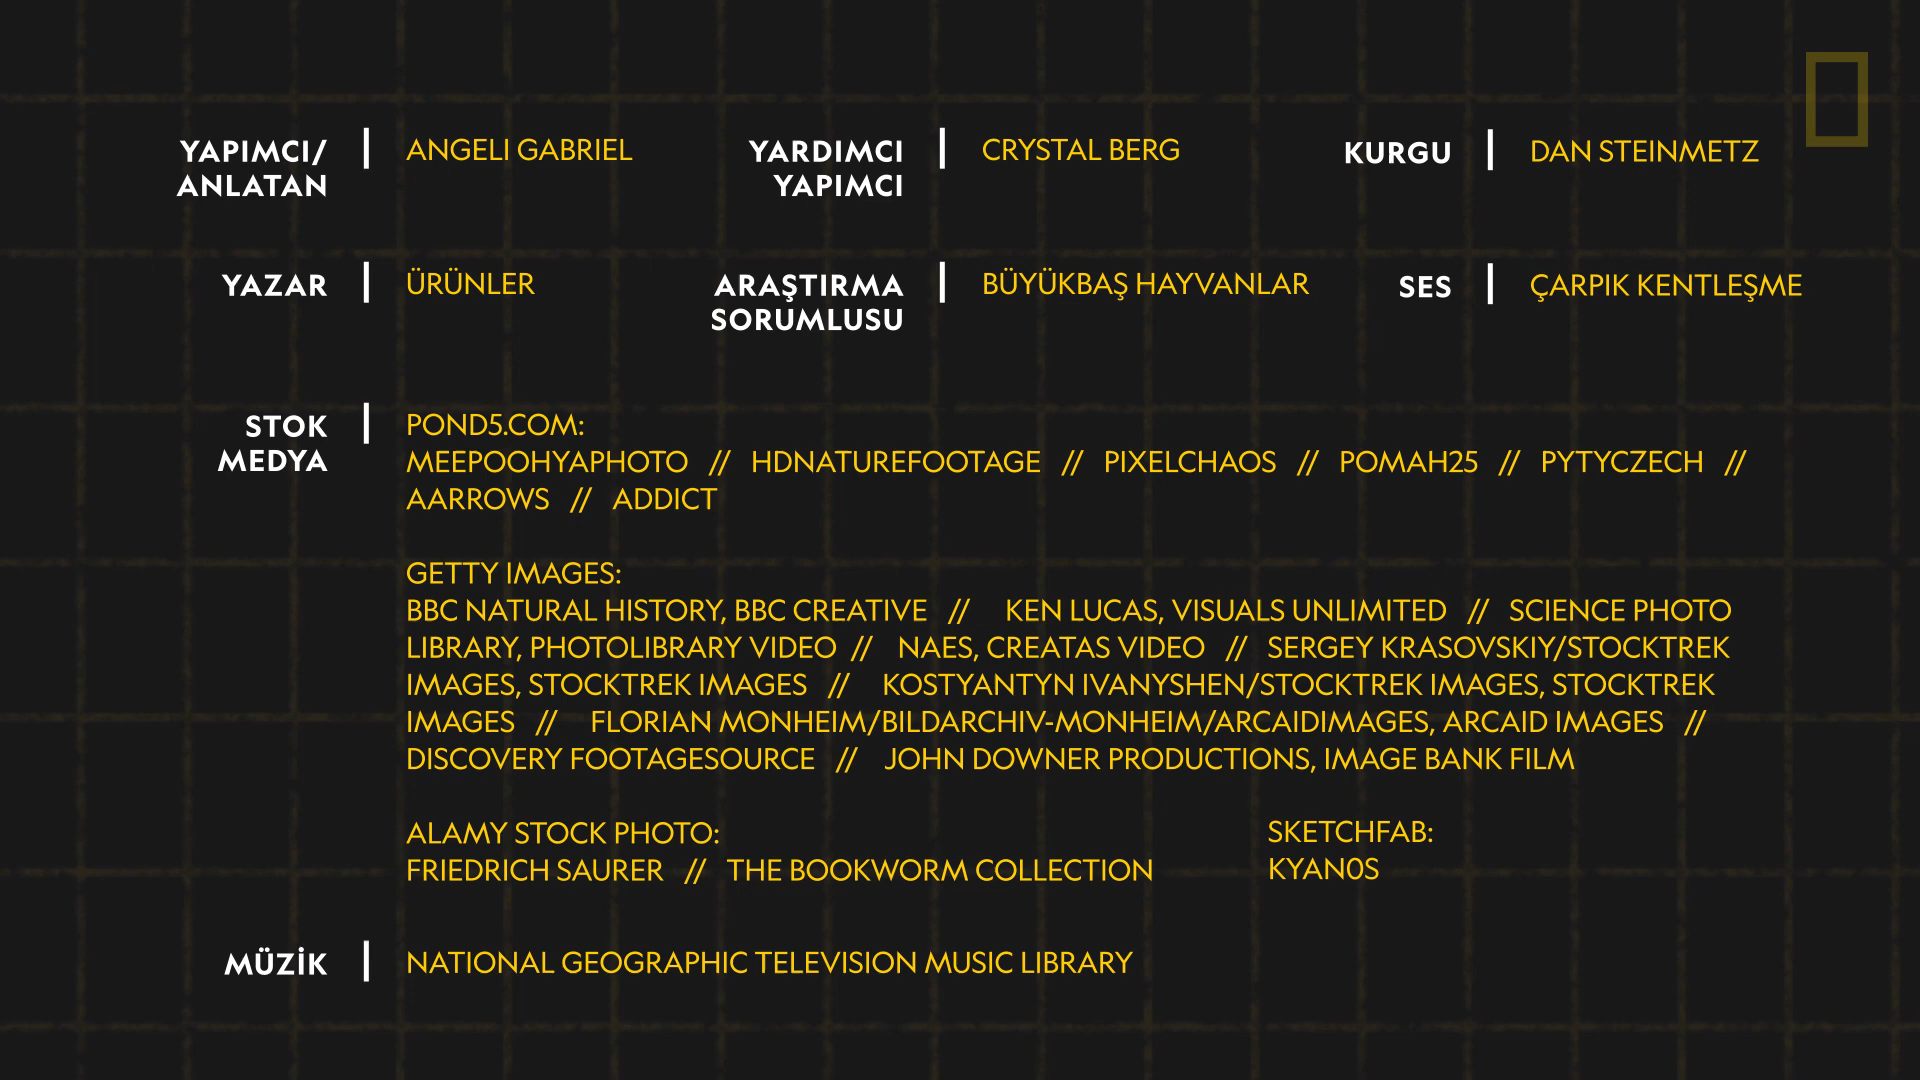 YAPIMCI/
ANLATAN
ANGELI GABRIEL
YARDIMCI
YAPIMCI
CRYSTAL BERG
KURGU
DAN STEINMETZ
YAZAR
ÜRÜNLER
ARAŞTIRMA
SORUMLUSU
BÜYÜKBAŞ HAYVANLAR
SES
ÇARPIK KENTLEŞME
STOK
MEDYA
POND5.COM:
MEEPOOHYAPHOTO // HDNATUREFOOTAGE // PIXELCHAOS // POMAH25 // PYTYCZECH //
AARROWS // ADDICT
GETTY IMAGES:
BBC NATURAL HISTORY, BBC CREATIVE // KEN LUCAS, VISUALS UNLIMITED // SCIENCE PHOTO
LIBRARY, PHOTOLIBRARY VIDEO // NAES, CREATAS VIDEO // SERGEY KRASOVSKIY/STOCKTREK
IMAGES, STOCKTREK IMAGES // KOSTYANTYN IVANYSHEN/STOCKTREK IMAGES, STOCKTREK
IMAGES // FLORIAN MONHEIM/BILDARCHIV-MONHEIM/ARCAIDIMAGES, ARCAID IMAGES //
DISCOVERY FOOTAGESOURCE // JOHN DOWNER PRODUCTIONS, IMAGE BANK FILM
ALAMY STOCK PHOTO:
FRIEDRICH SAURER // THE BOOKWORM COLLECTION
SKETCHFAB:
KYAN0S
MÜZİK
NATIONAL GEOGRAPHIC TELEVISION MUSIC LIBRARY